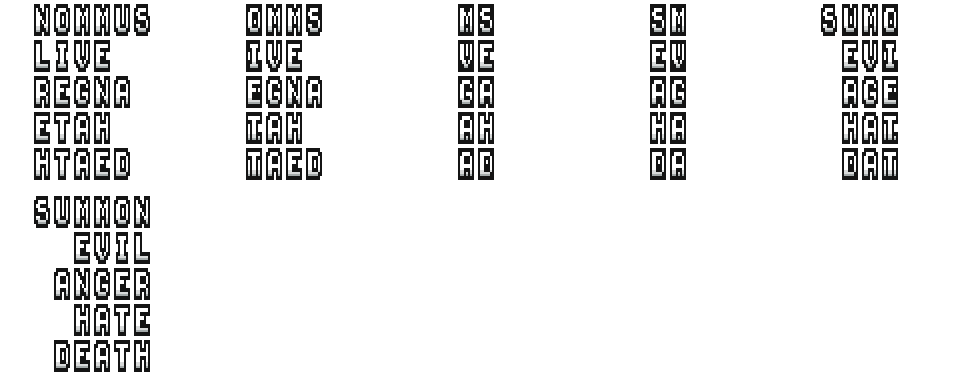 NOMMUS OMMS MS SM SUMO
LIVE IVE VE EV EVI
REGNA EGNA GA AG AGE
ETAH TAH AH HA HAT
HTAED TAED AD DA DAT
SUMMON
EVIL
ANGER
HATE
DEATH